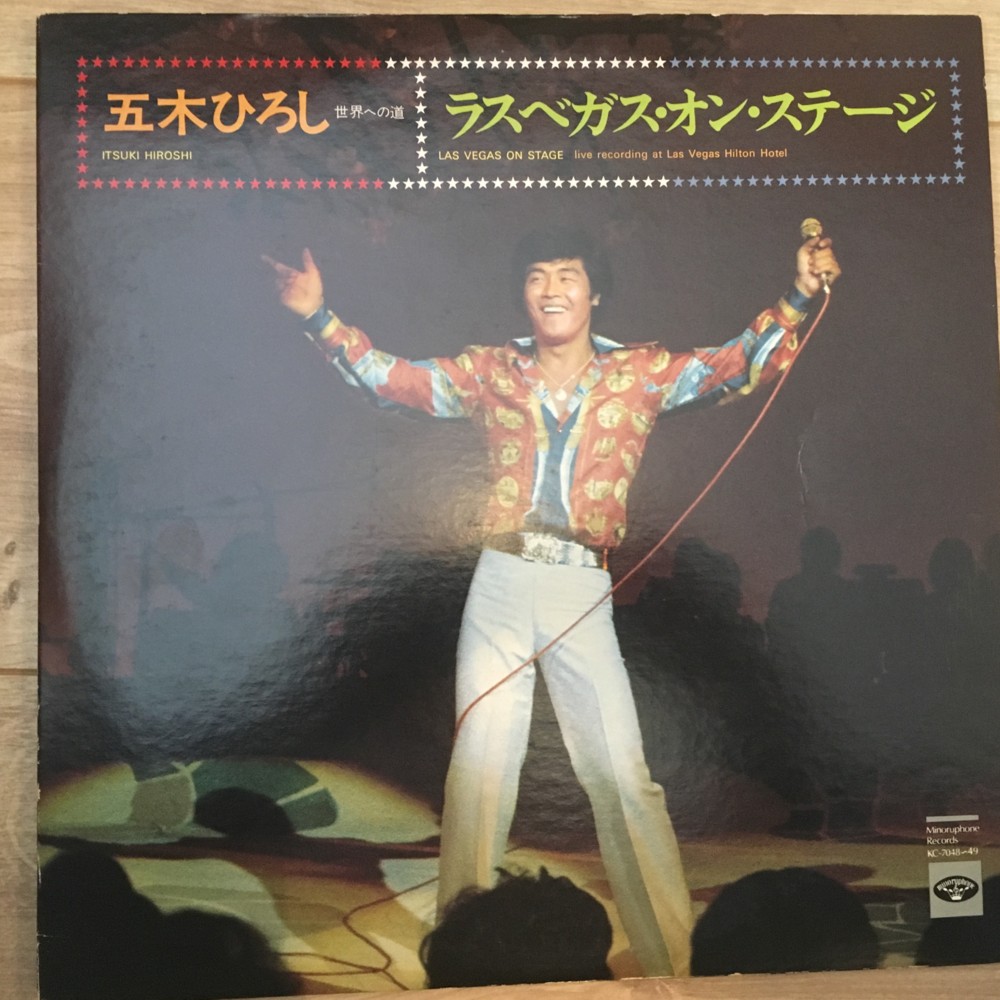 五木ひろし 世界への道
ITSUKI HIROSHI
ラスベガス・オン・ステージ
LAS VEGAS ON STAGE live recording at Las Vegas Hilton Hotel
Minoruphone
Records
KC-7048~49
minoruphone